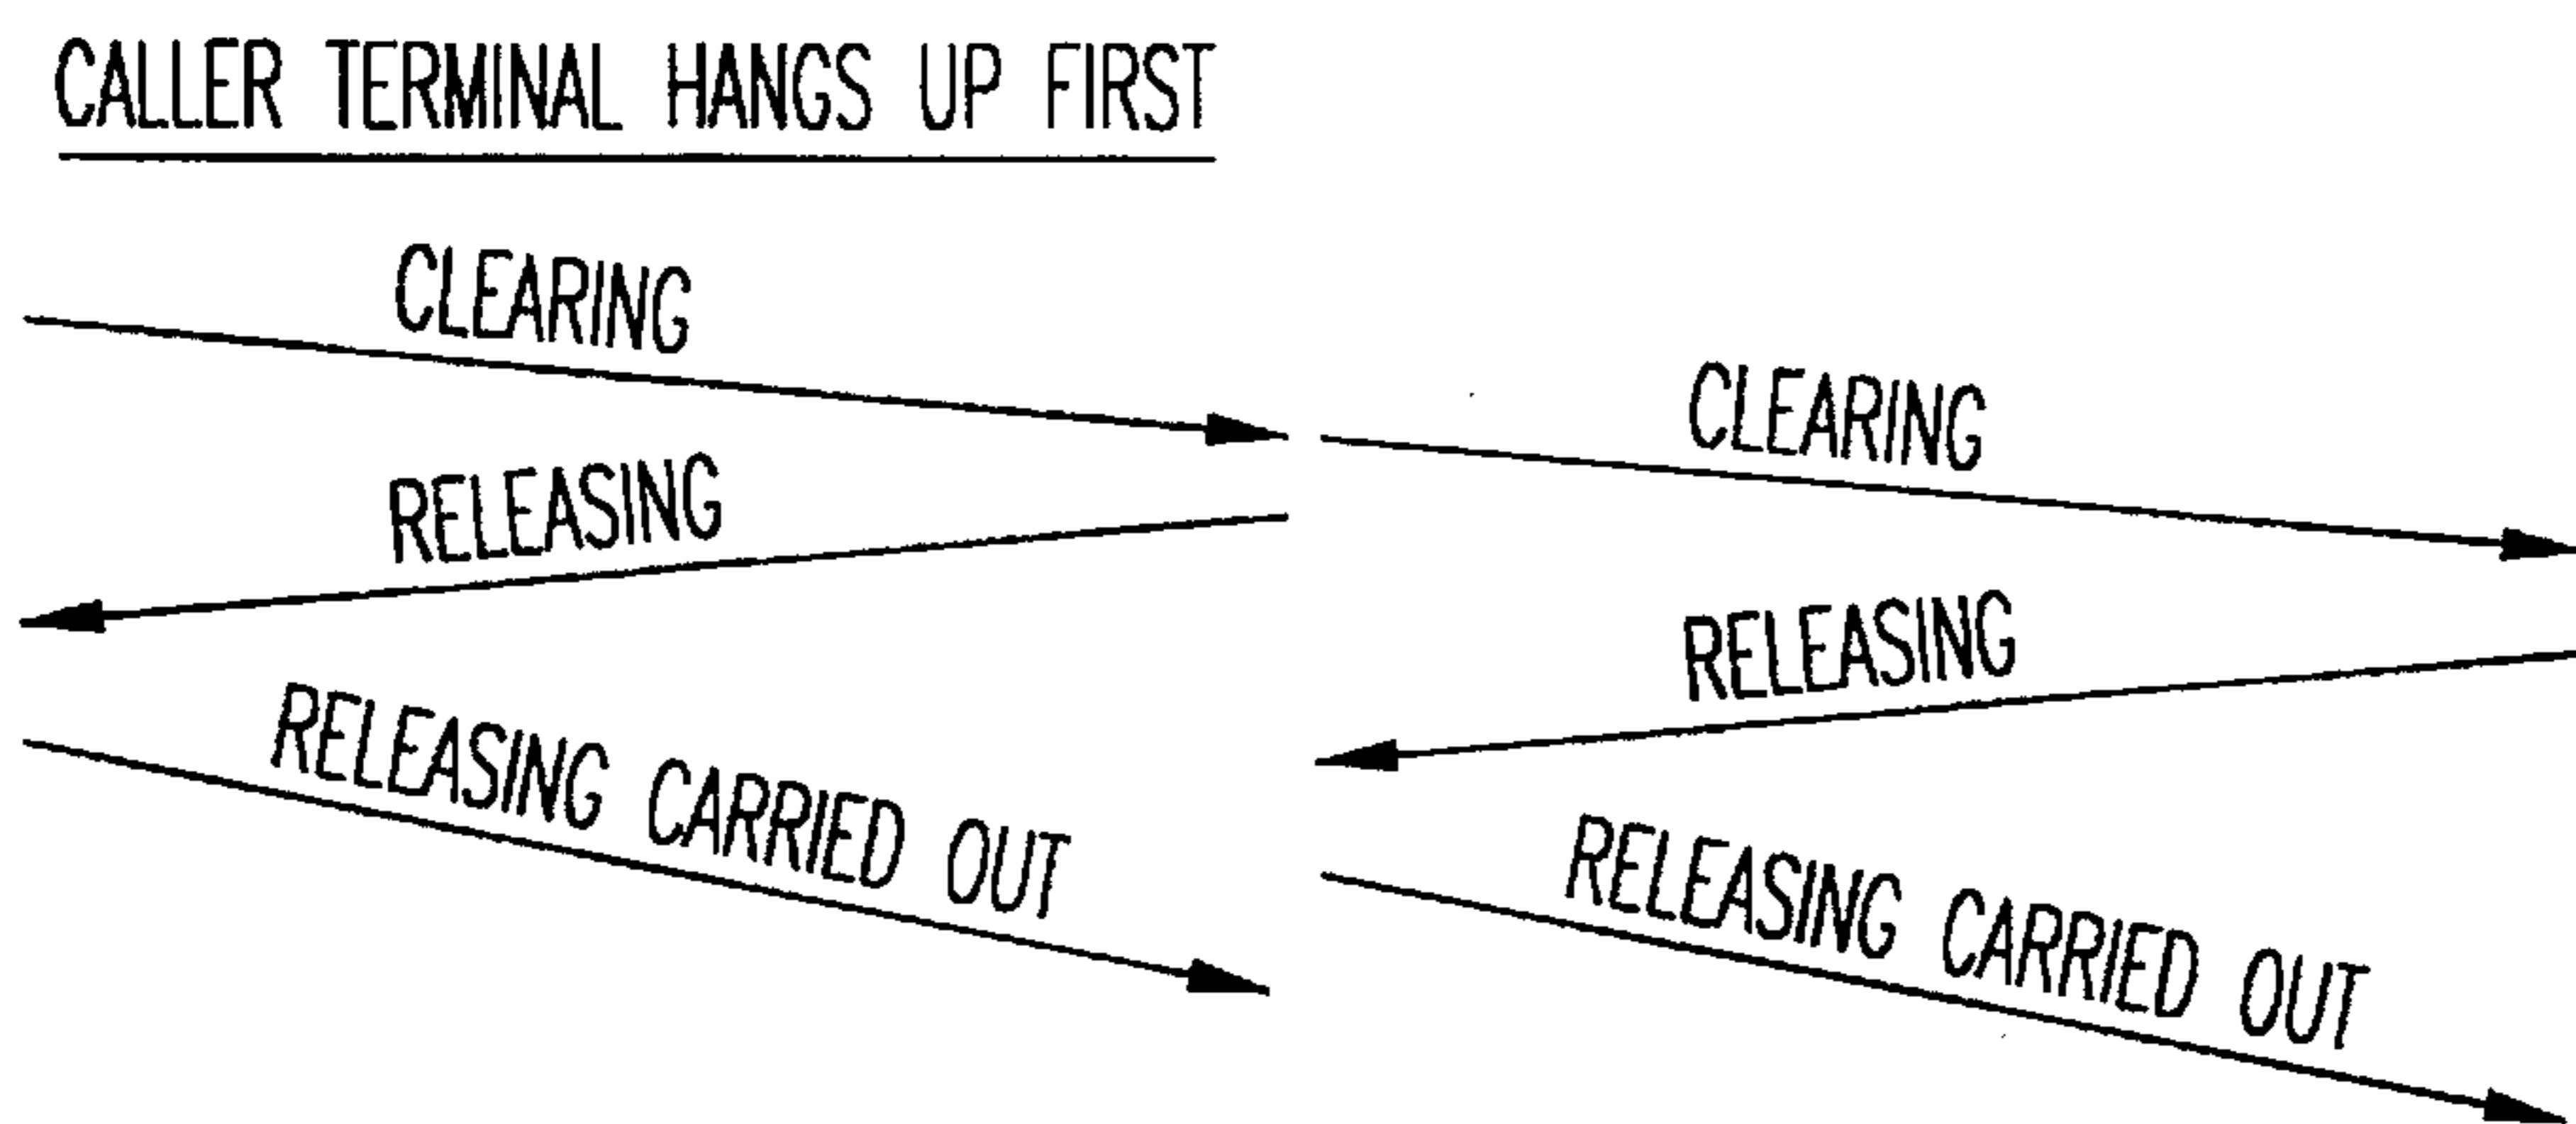 CALLER TERMINAL HANGS UP FIRST
CLEARING
CLEARING
RELEASING
RELEASING
RELEASING CARRIED OUT
RELEASING CARRIED OUT